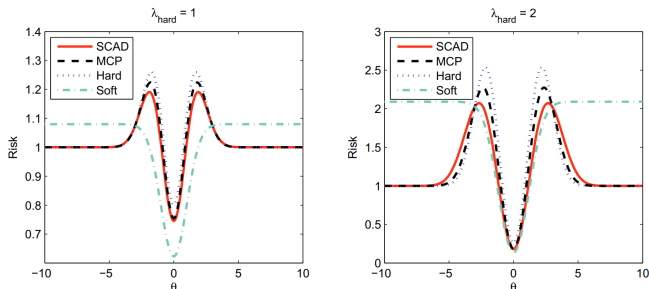 λhard = 1
1.4
1.3
1.2
1.1
1
0.9
0.8
0.7
0.6
Risk
SCAD
MCP
Hard
Soft
−10
−5
0
5
10
θ
λhard = 2
3
2.5
2
1.5
1
0.5
0
Risk
SCAD
MCP
Hard
Soft
−10
−5
0
5
10
θ